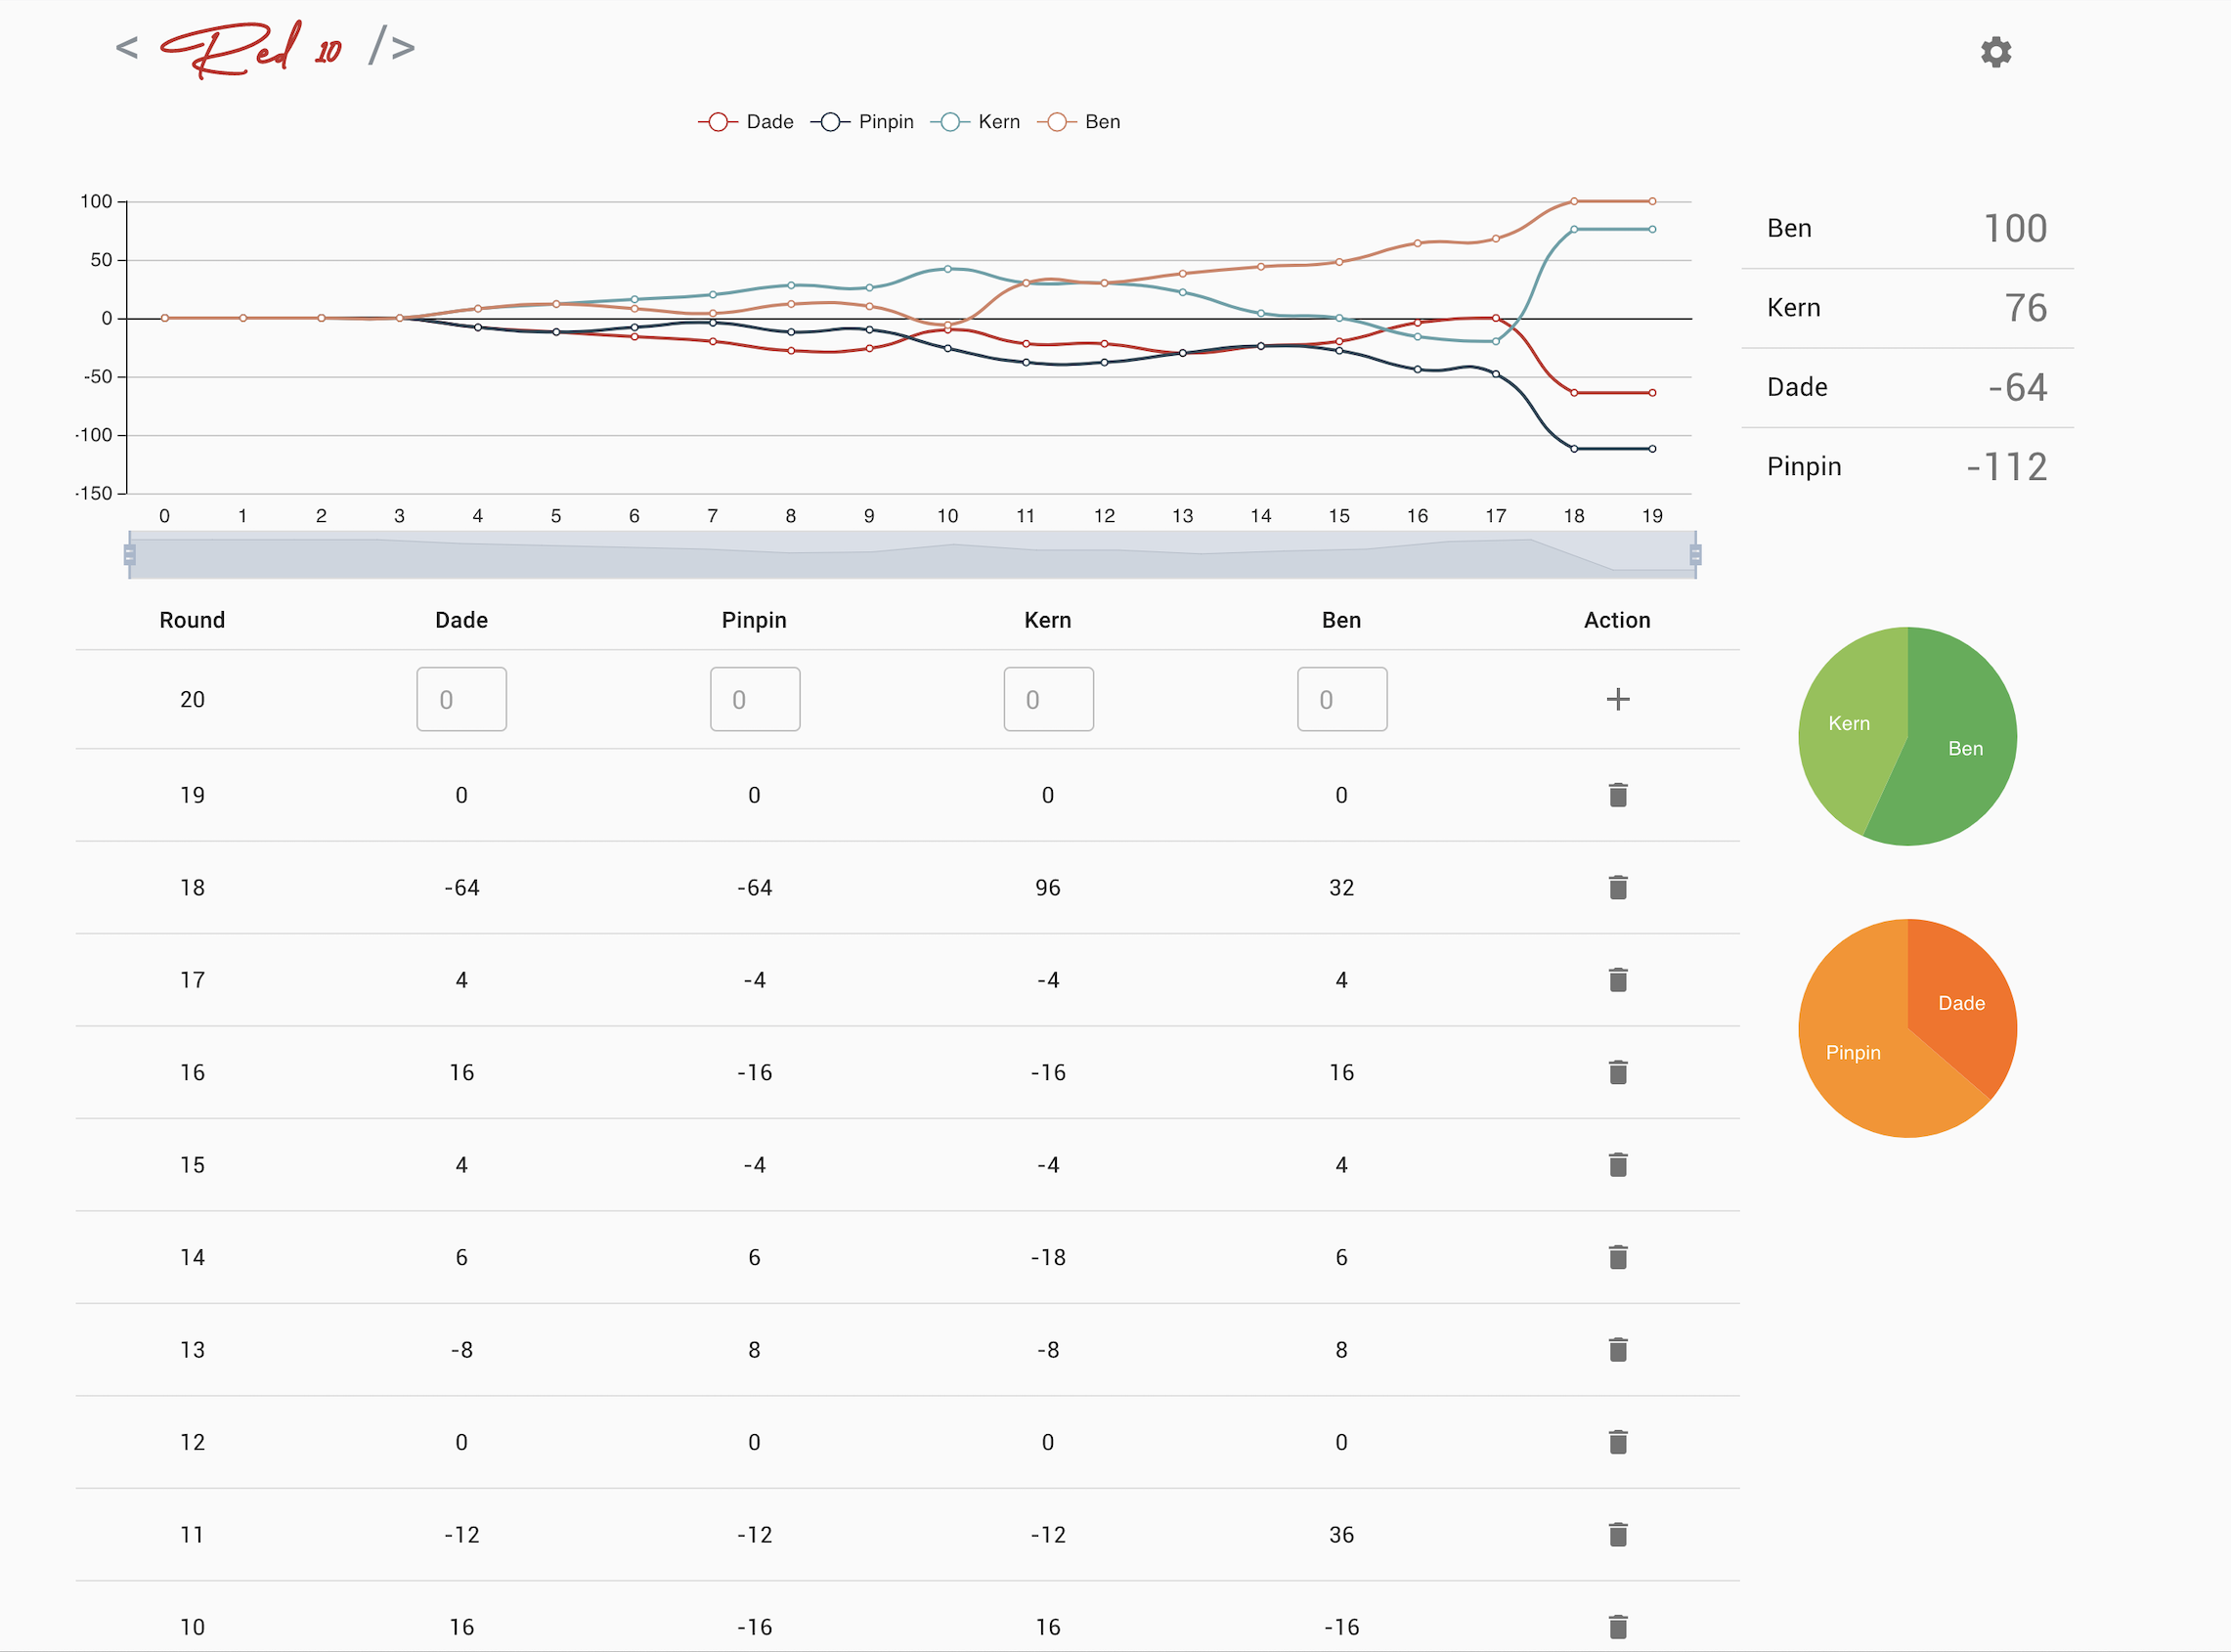 < Red 10 />
Dade Pinpin Kern Ben
100
50
0
-50
-100
-150
0 1 2 3 4 5 6 7 8 9 10 11 12 13 14 15 16 17 18 19
Ben 100
Kern 76
Dade -64
Pinpin -112
Round Dade Pinpin Kern Ben Action
20 0 0 0 0 +
19 0 0 0 0
18 -64 -64 96 32
17 4 -4 -4 4
16 16 -16 -16 16
15 4 -4 -4 4
14 6 6 -18 6
13 -8 8 -8 8
12 0 0 0 0
11 -12 -12 -12 36
10 16 -16 16 -16
Kern
Ben
Dade
Pinpin